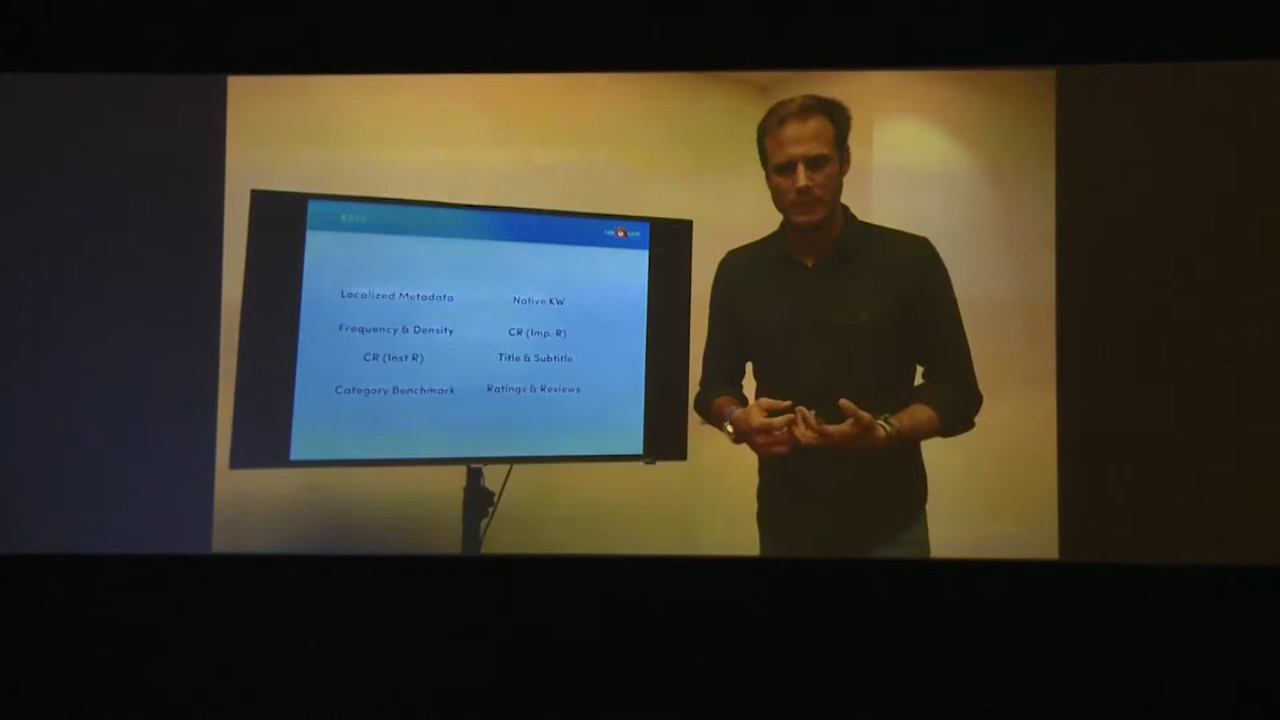 KPIS
Localized Metadata
Native KW
Frequency & Density
CR (Imp. R)
CR (Inst R)
Title & Subtitle
Category Benchmark
Ratings & Reviews